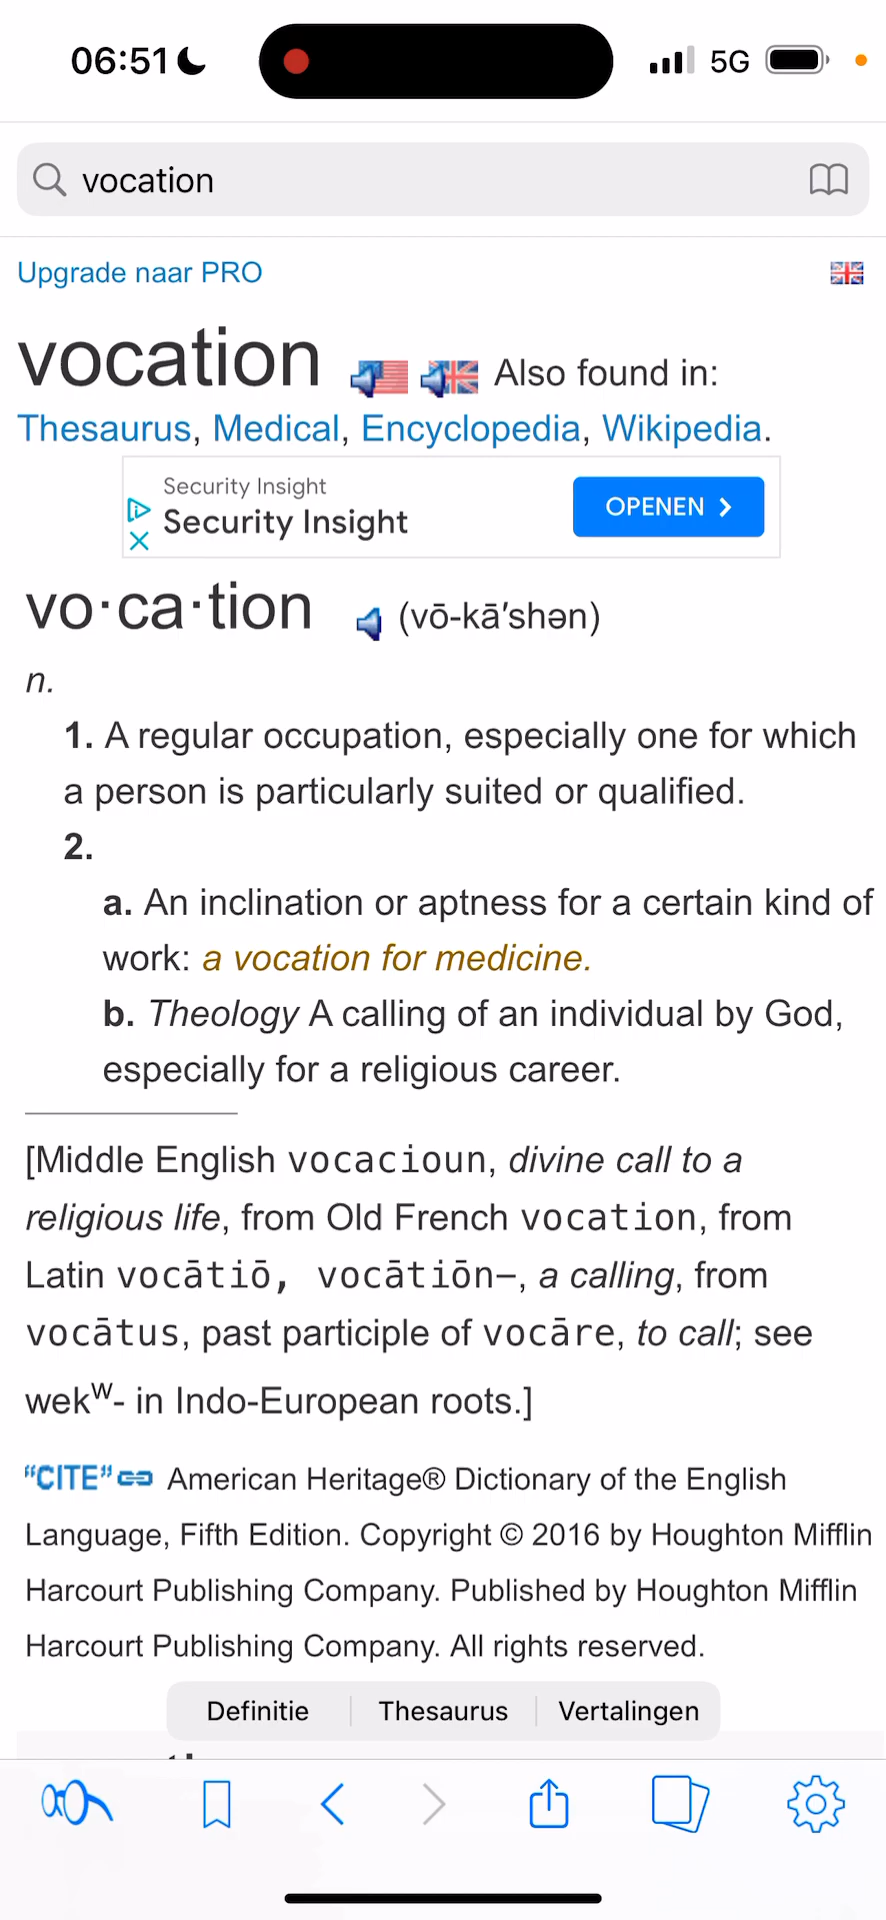 06:51
5G
vocation
Upgrade naar PRO
vocation Also found in:
Thesaurus, Medical, Encyclopedia, Wikipedia.
Security Insight
Security Insight
OPENEN
vo·ca·tion (vō-kā′shən)
n.
1. A regular occupation, especially one for which
a person is particularly suited or qualified.
2.
a. An inclination or aptness for a certain kind of
work: a vocation for medicine.
b. Theology A calling of an individual by God,
especially for a religious career.
[Middle English vocacioun, divine call to a
religious life, from Old French vocation, from
Latin vocātiō, vocātiōn–, a calling, from
vocātus, past participle of vocāre, to call; see
wekʷ- in Indo-European roots.]
“CITE” American Heritage® Dictionary of the English
Language, Fifth Edition. Copyright © 2016 by Houghton Mifflin
Harcourt Publishing Company. Published by Houghton Mifflin
Harcourt Publishing Company. All rights reserved.
Definitie Thesaurus Vertalingen